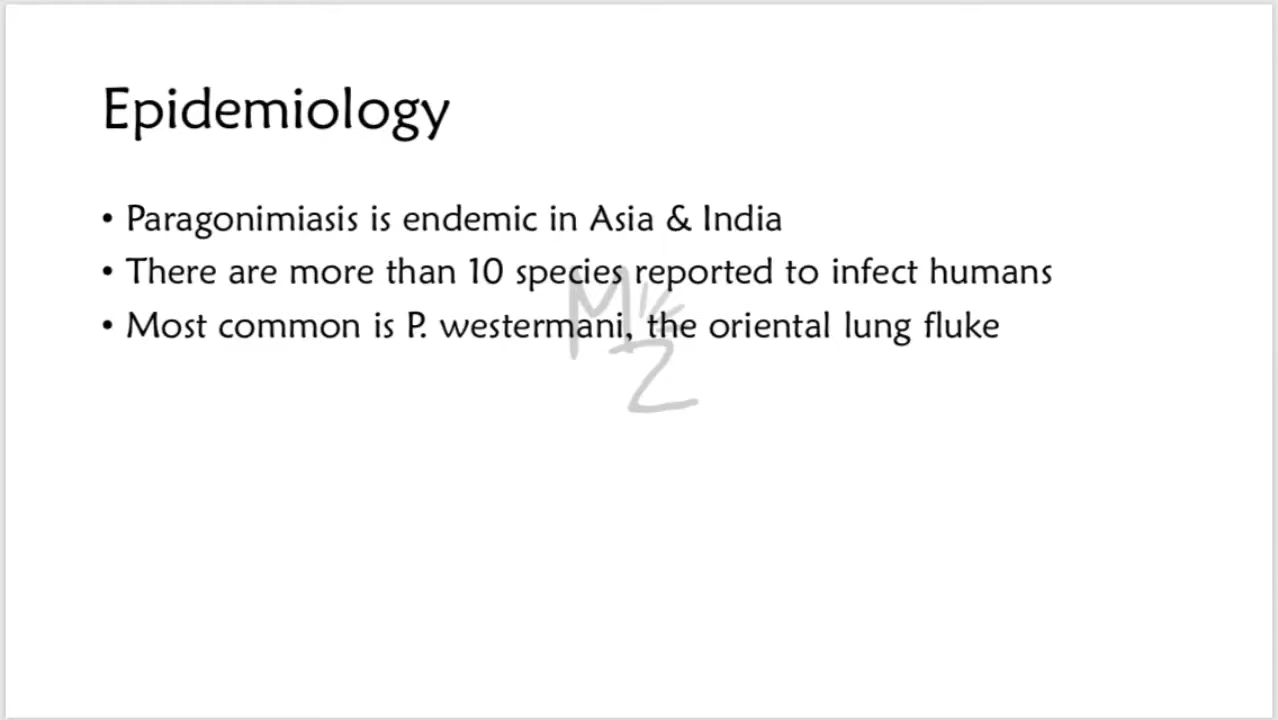 Epidemiology
• Paragonimiasis is endemic in Asia & India
• There are more than 10 species reported to infect humans
• Most common is P. westermani, the oriental lung fluke